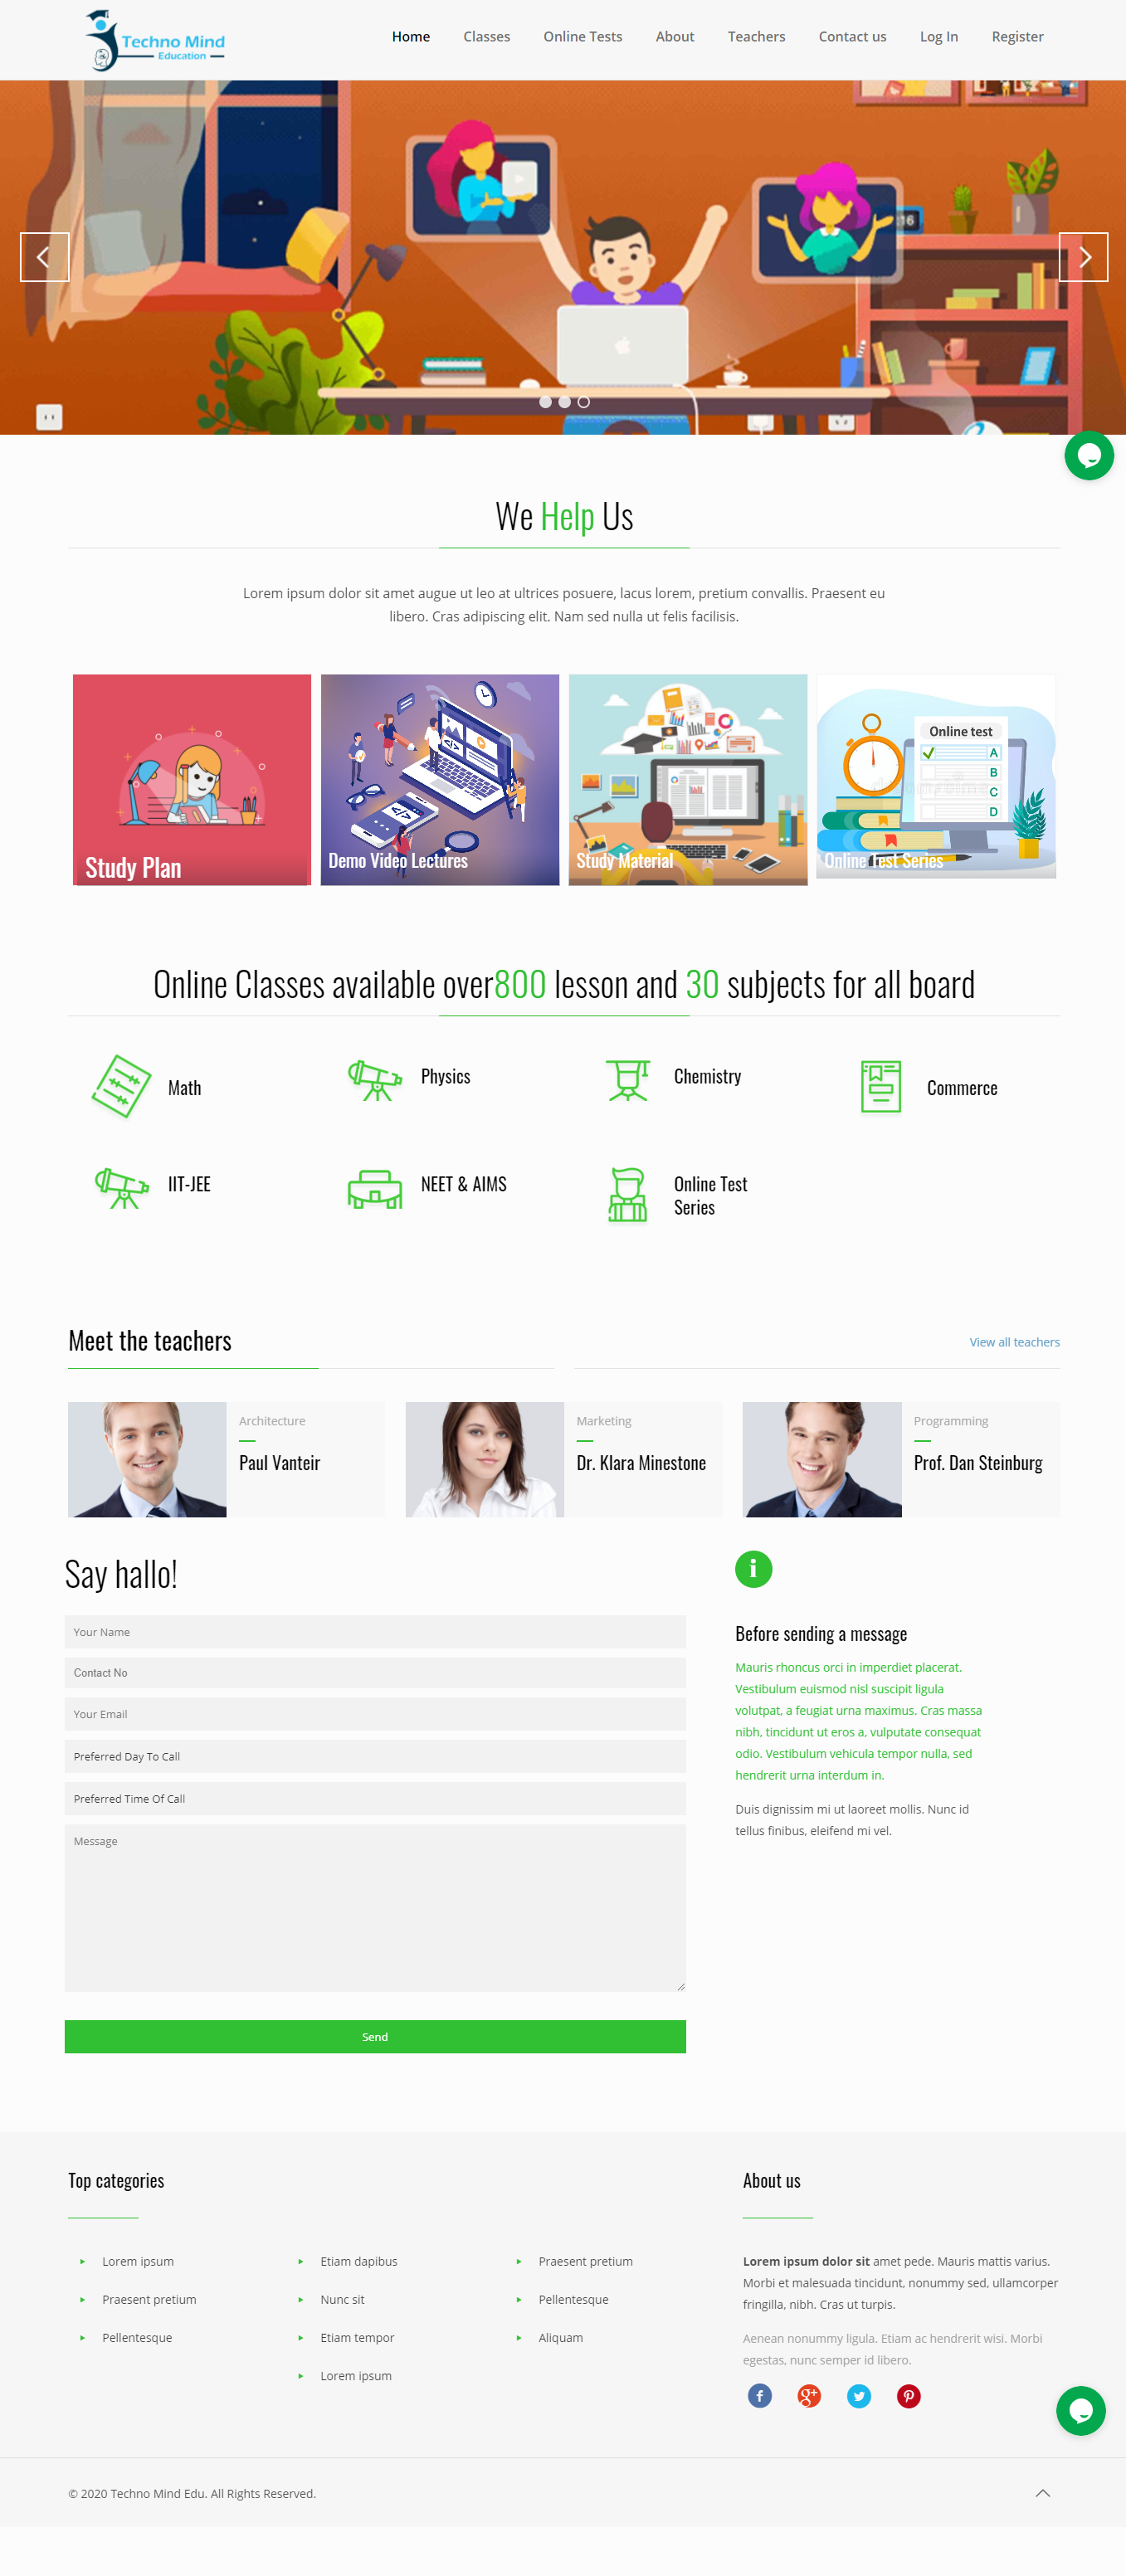 Techno Mind
Education
Home Classes Online Tests About Teachers Contact us Log In Register
16
We Help Us
Lorem ipsum dolor sit amet augue ut leo at ultrices posuere, lacus lorem, pretium convallis. Praesent eu
libero. Cras adipiscing elit. Nam sed nulla ut felis facilisis.
Study Plan
Demo Video Lectures
Study Material
Online test
A
B
C
D
Online Test Series
Online Classes available over800 lesson and 30 subjects for all board
Math
Physics
Chemistry
Commerce
IIT-JEE
NEET & AIMS
Online Test
Series
Meet the teachers
View all teachers
Architecture
Paul Vanteir
Marketing
Dr. Klara Minestone
Programming
Prof. Dan Steinburg
Say hallo!
Your Name
Contact No
Your Email
Preferred Day To Call
Preferred Time Of Call
Message
Send
i
Before sending a message
Mauris rhoncus orci in imperdiet placerat.
Vestibulum euismod nisl suscipit ligula
volutpat, a feugiat urna maximus. Cras massa
nibh, tincidunt ut eros a, vulputate consequat
odio. Vestibulum vehicula tempor nulla, sed
hendrerit urna interdum in.
Duis dignissim mi ut laoreet mollis. Nunc id
tellus finibus, eleifend mi vel.
Top categories
Lorem ipsum
Praesent pretium
Pellentesque
Etiam dapibus
Nunc sit
Etiam tempor
Lorem ipsum
Praesent pretium
Pellentesque
Aliquam
About us
Lorem ipsum dolor sit amet pede. Mauris mattis varius.
Morbi et malesuada tincidunt, nonummy sed, ullamcorper
fringilla, nibh. Cras ut turpis.
Aenean nonummy ligula. Etiam ac hendrerit wisi. Morbi
egestas, nunc semper id libero.
© 2020 Techno Mind Edu. All Rights Reserved.